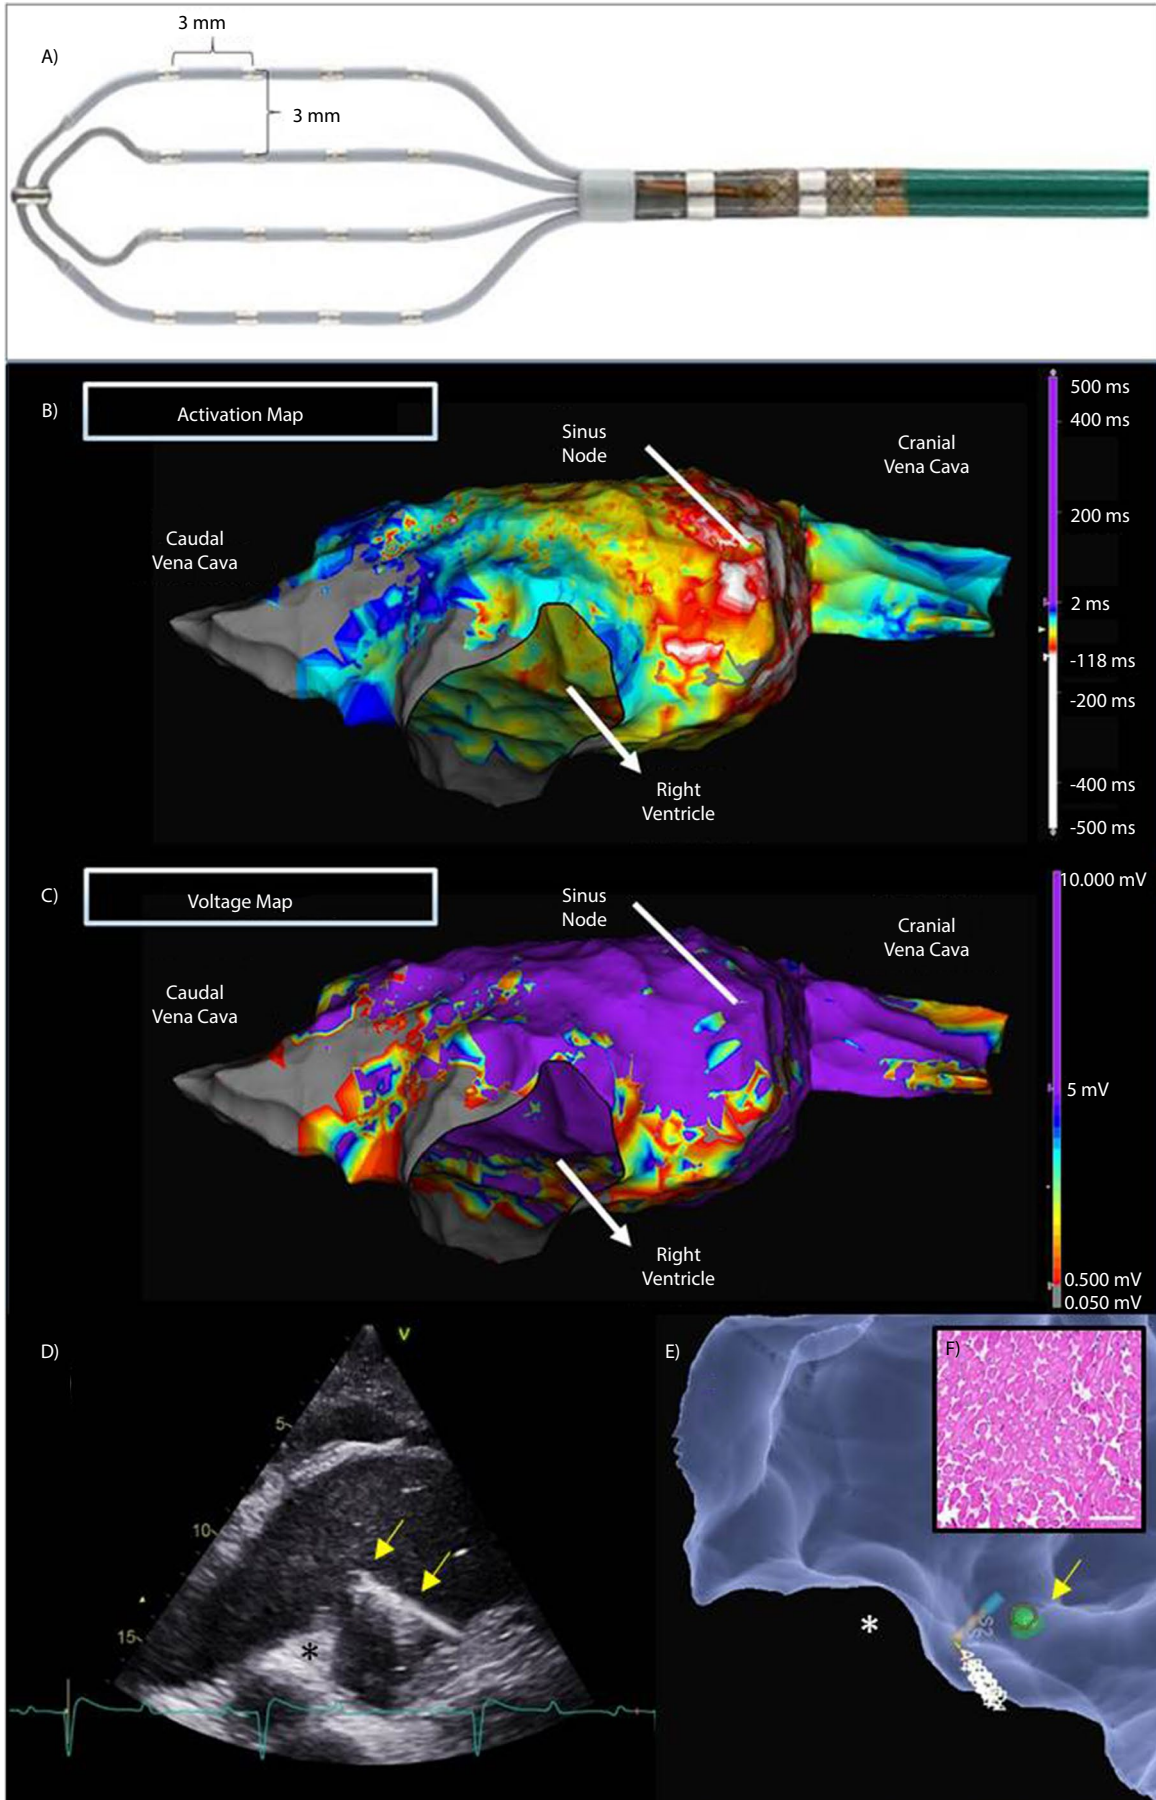 3 mm
A)
3 mm
B)
Activation Map
Sinus
Node
Cranial
Vena Cava
Caudal
Vena Cava
Right
Ventricle
500 ms
400 ms
200 ms
2 ms
-118 ms
-200 ms
-400 ms
-500 ms
C)
Voltage Map
Sinus
Node
Cranial
Vena Cava
Caudal
Vena Cava
Right
Ventricle
10.000 mV
5 mV
0.500 mV
0.050 mV
D)
V
5
10
15
*
E)
F)
*